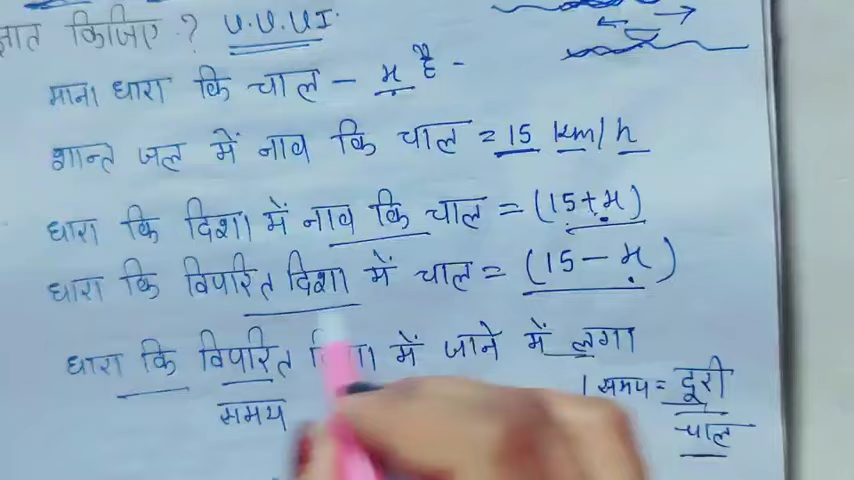 ज्ञात किजिए ? V.V.V.I.
माना धारा कि चाल - x है -
शान्त जल में नाव कि चाल = 15 km/h
धारा कि दिशा में नाव कि चाल = (15+x)
धारा कि विपरित दिशा में चाल = (15-x)
धारा कि विपरित दिशा में जाने में लगा
समय
समय = दूरी
चाल